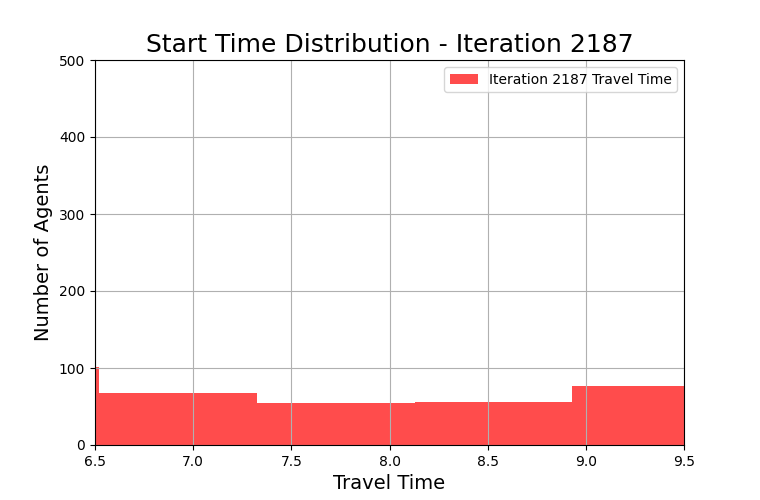 Start Time Distribution - Iteration 2187
Iteration 2187 Travel Time
Number of Agents
500
400
300
200
100
0
6.5 7.0 7.5 8.0 8.5 9.0 9.5
Travel Time